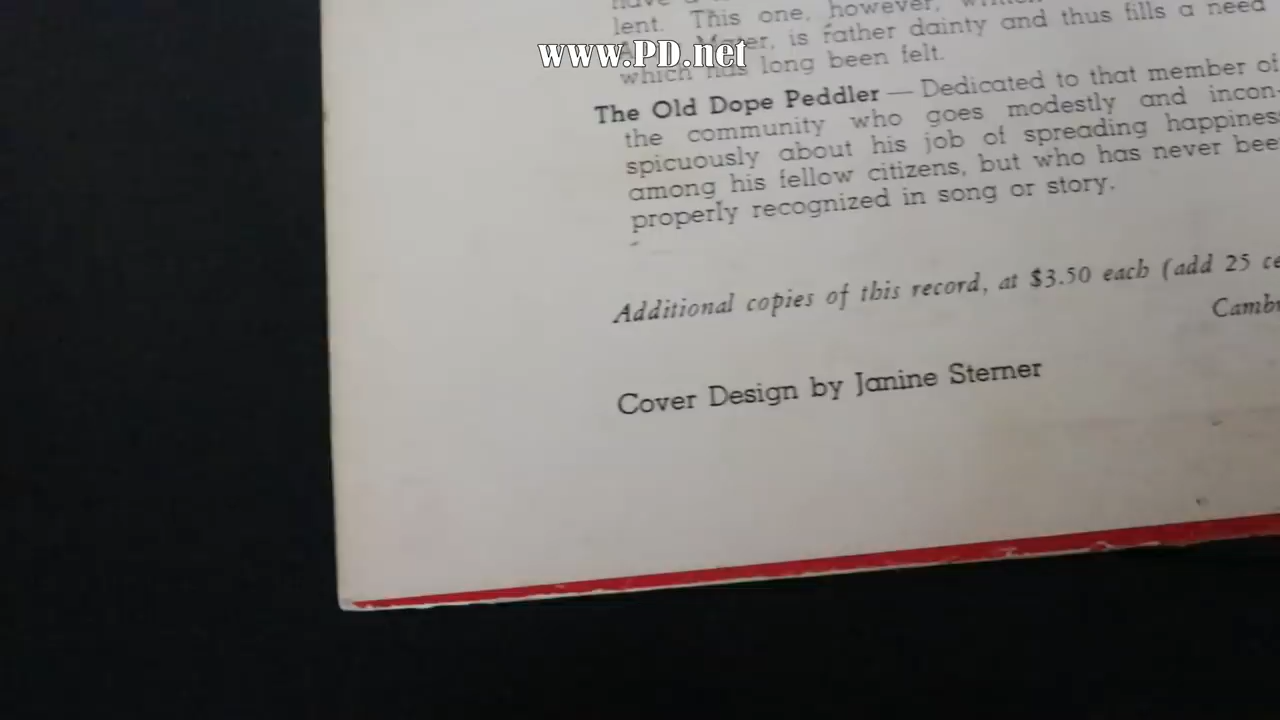 have a
lent. This one, however,
www.PD.net
is rather dainty and thus fills a need
which has long been felt.
The Old Dope Peddler — Dedicated to that member of
the community who goes modestly and incon-
spicuously about his job of spreading happiness
among his fellow citizens, but who has never bee
properly recognized in song or story.
Additional copies of this record, at $3.50 each (add 25 ce
Camb
Cover Design by Janine Sterner